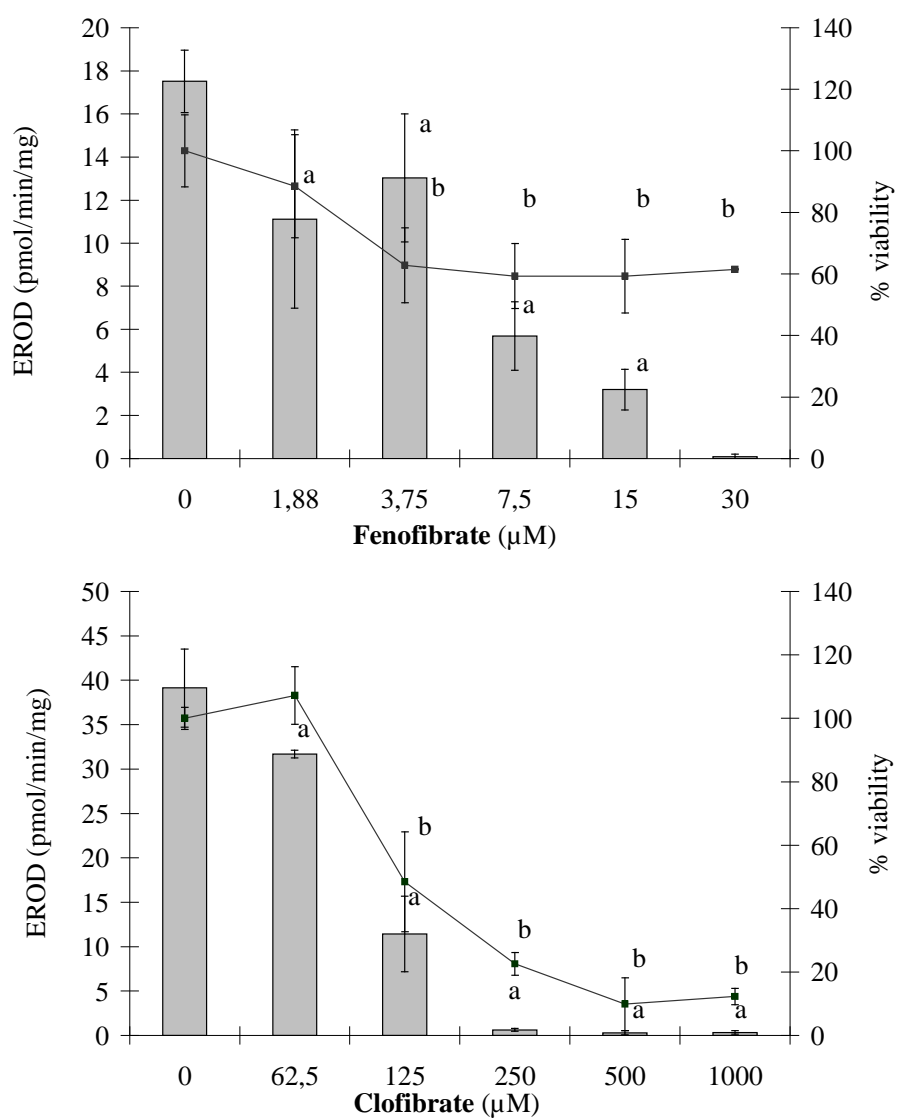 20
18
16
14
12
10
8
6
4
2
0
EROD (pmol/min/mg)
140
120
100
80
60
40
20
0
% viability
a
a
b
b
b
b
a
a
0 1,88 3,75 7,5 15 30
Fenofibrate (µM)
50
45
40
35
30
25
20
15
10
5
0
EROD (pmol/min/mg)
140
120
100
80
60
40
20
0
% viability
a
b
a
b
a
b
a
b
a
0 62,5 125 250 500 1000
Clofibrate (µM)